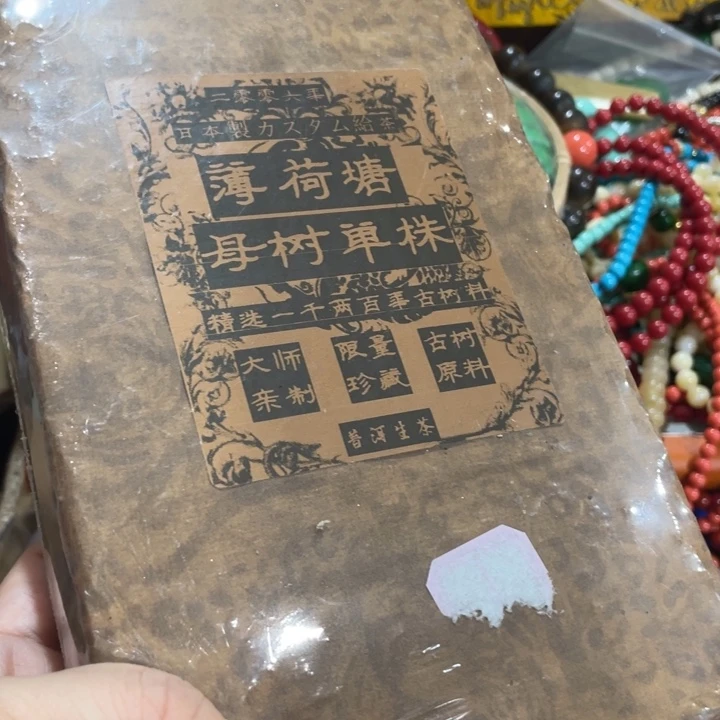 二零零六年
日本製カスタム給茶
薄荷塘
母树单株
精选一千两百年古树料
大师
亲制
限量
珍藏
古树
原料
普洱生茶